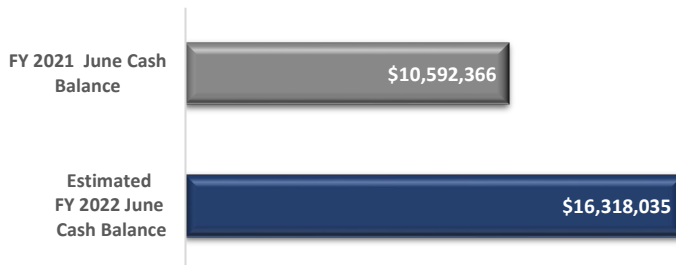 FY 2021 June Cash
Balance
$10,592,366
Estimated
FY 2022 June
Cash Balance
$16,318,035